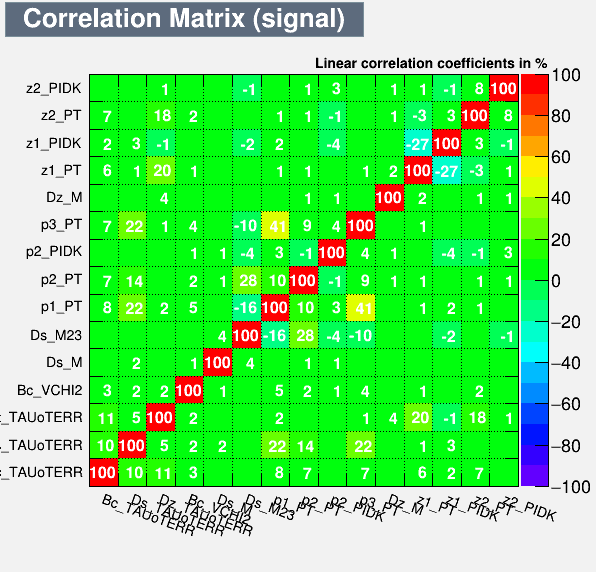 Correlation Matrix (signal)
Linear correlation coefficients in %
z2_PIDK 1 -1 1 3 1 1 -1 8 100
z2_PT 7 18 2 1 1 -1 1 -3 3 100 8
z1_PIDK 2 3 -1 -2 2 -4 -27 100 3 -1
z1_PT 6 1 20 1 1 1 1 2 100 -27 -3 1
Dz_M 4 1 1 100 2 1 1
p3_PT 7 22 1 4 -10 41 9 4 100 1
p2_PIDK 1 1 -4 3 -1 100 4 1 -4 -1 3
p2_PT 7 14 2 1 28 10 100 -1 9 1 1 1 1
p1_PT 8 22 2 5 -16 100 10 3 41 1 2 1
Ds_M23 4 100 -16 28 -4 -10 -2 -1
Ds_M 2 1 100 4 1 1
Bc_VCHI2 3 2 2 100 1 5 2 1 4 1 2
_TAUoTERR 11 5 100 2 2 1 4 20 -1 18 1
_TAUoTERR 10 100 5 2 2 22 14 22 1 3
_TAUoTERR 100 10 11 3 8 7 7 6 2 7
100
80
60
40
20
0
−20
−40
−60
−80
−100
Bc_TAUoTERR
Ds_TAUoTERR
Dz_TAUoTERR
Bc_VCHI2
Ds_M
Ds_M23
p1_PT
p2_PT
p2_PIDK
p3_PT
Dz_M
z1_PT
z1_PIDK
z2_PT
z2_PIDK